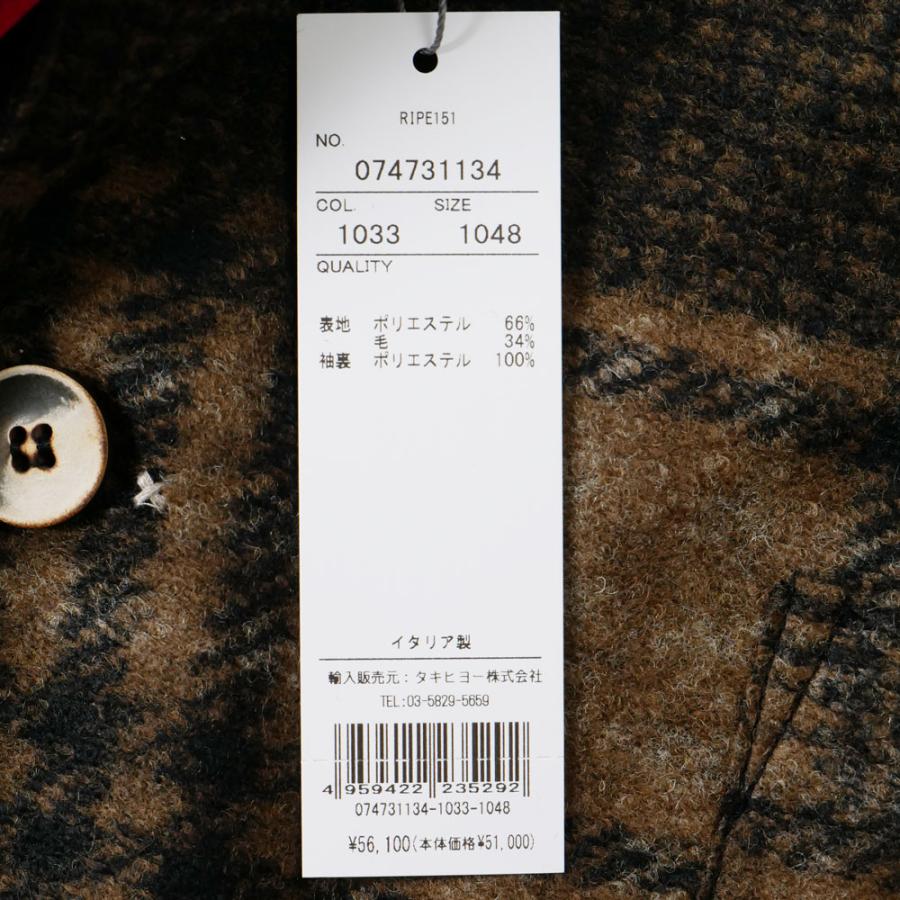 RIPE151
NO.
074731134
COL. SIZE
1033 1048
QUALITY
表地 ポリエステル 66%
毛 34%
袖裏 ポリエステル 100%
イタリア製
輸入販売元：タキヒヨー株式会社
TEL:03-5829-5659
4 959422 235292
074731134-1033-1048
¥56,100(本体価格¥51,000)